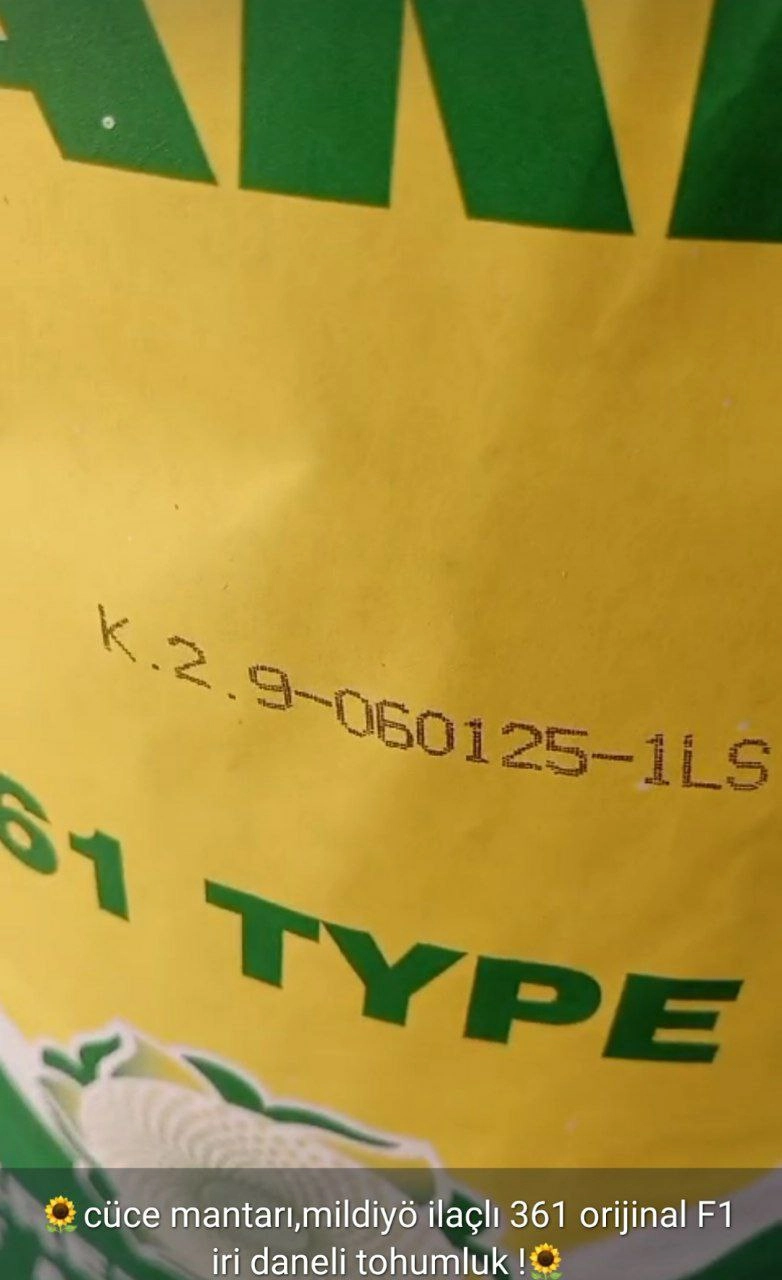 K.2.9-060125-1LS
61 TYPE
🌻cüce mantarı,mildiyö ilaçlı 361 orijinal F1
iri daneli tohumluk !🌻